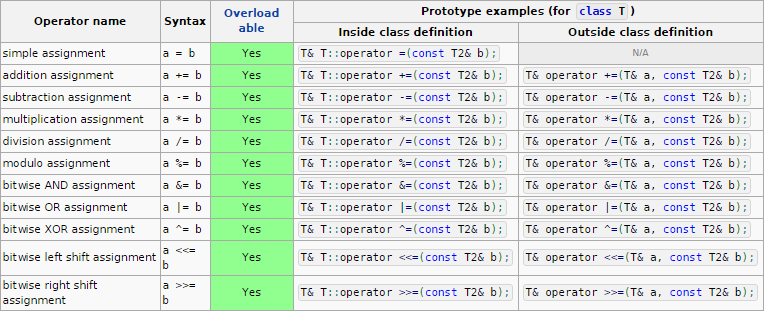 Operator name Syntax Overload able Prototype examples (for class T )
Inside class definition Outside class definition
simple assignment a = b Yes T& T::operator =(const T2& b); N/A
addition assignment a += b Yes T& T::operator +=(const T2& b); T& operator +=(T& a, const T2& b);
subtraction assignment a -= b Yes T& T::operator -=(const T2& b); T& operator -=(T& a, const T2& b);
multiplication assignment a *= b Yes T& T::operator *=(const T2& b); T& operator *=(T& a, const T2& b);
division assignment a /= b Yes T& T::operator /=(const T2& b); T& operator /=(T& a, const T2& b);
modulo assignment a %= b Yes T& T::operator %=(const T2& b); T& operator %=(T& a, const T2& b);
bitwise AND assignment a &= b Yes T& T::operator &=(const T2& b); T& operator &=(T& a, const T2& b);
bitwise OR assignment a |= b Yes T& T::operator |=(const T2& b); T& operator |=(T& a, const T2& b);
bitwise XOR assignment a ^= b Yes T& T::operator ^=(const T2& b); T& operator ^=(T& a, const T2& b);
bitwise left shift assignment a <<= b Yes T& T::operator <<=(const T2& b); T& operator <<=(T& a, const T2& b);
bitwise right shift assignment a >>= b Yes T& T::operator >>=(const T2& b); T& operator >>=(T& a, const T2& b);